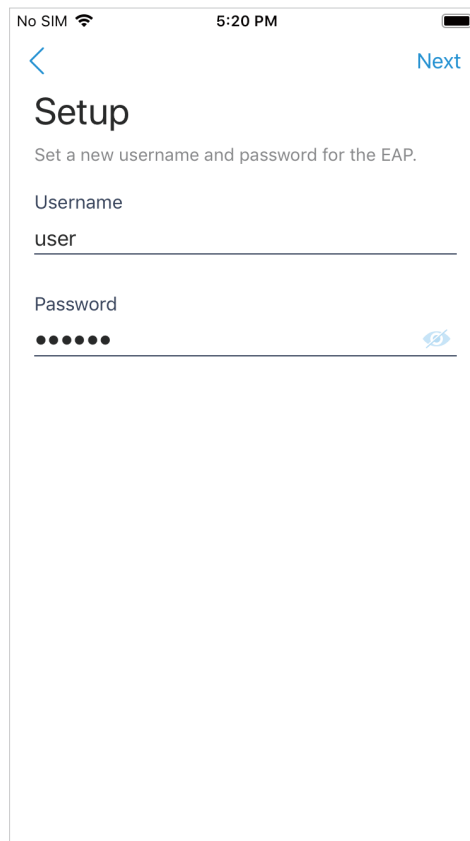 No SIM 5:20 PM
Next
Setup
Set a new username and password for the EAP.
Username
user
Password
●●●●●●